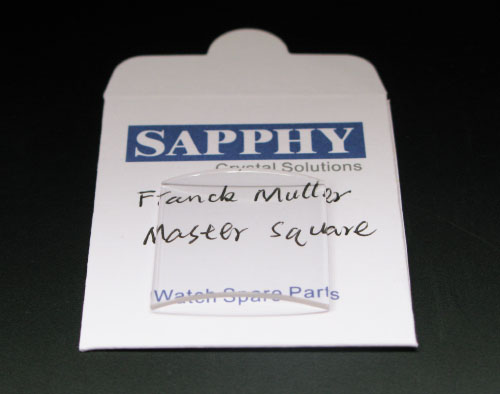 SAPPHY
Crystal Solutions
Franck Muller
Master Square
Watch Spare Parts